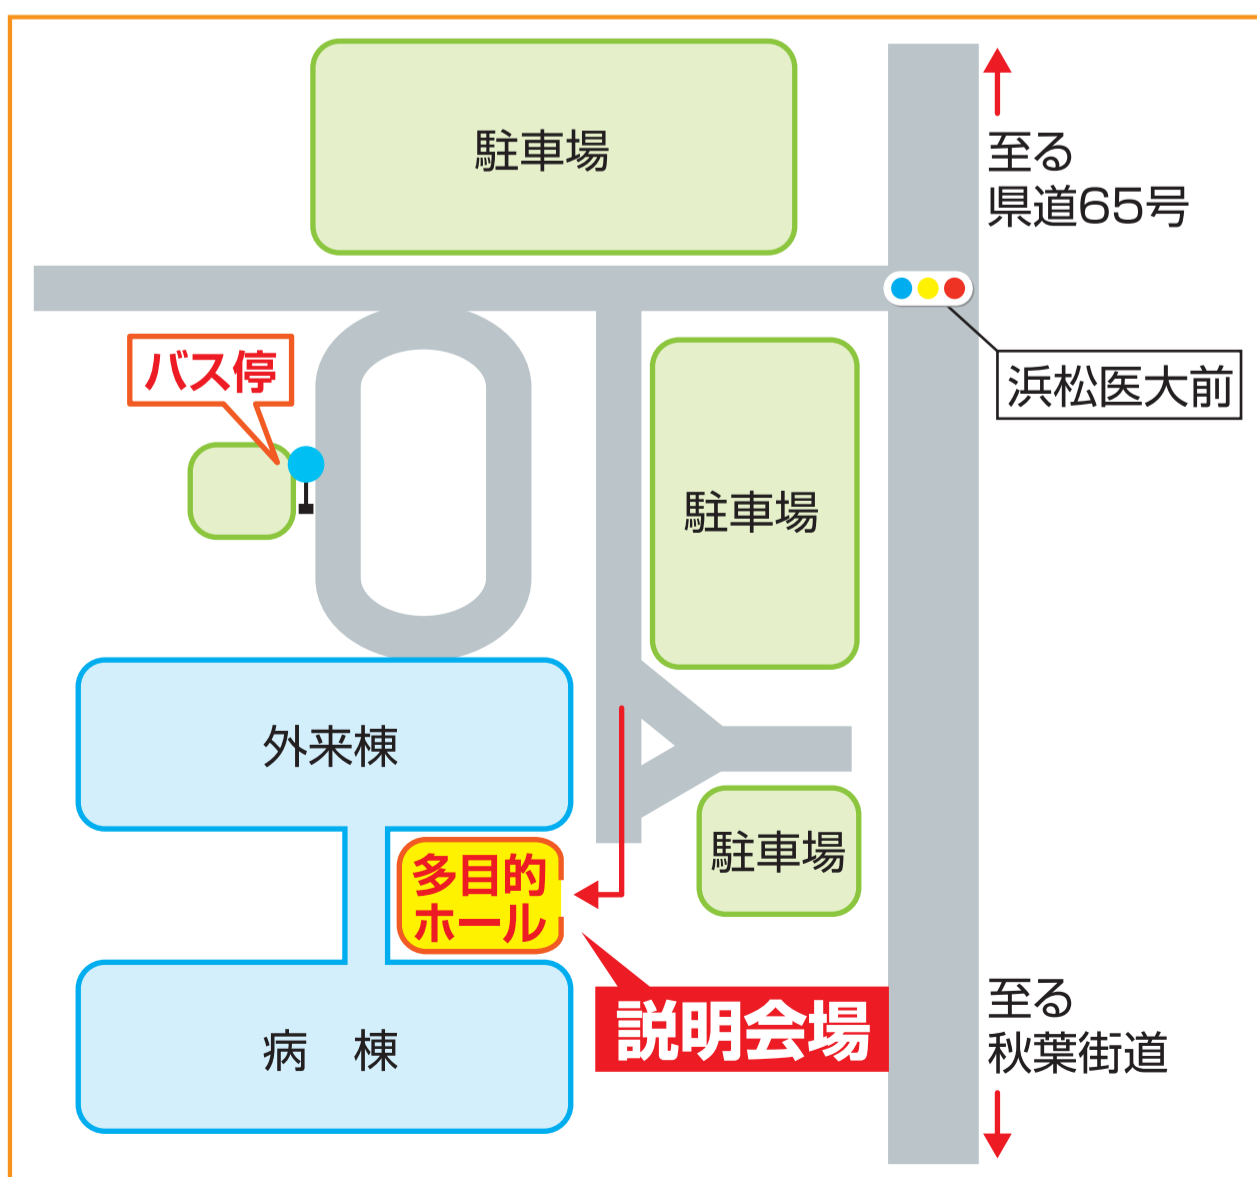 駐車場
至る
県道65号
バス停
浜松医大前
駐車場
外来棟
駐車場
多目的
ホール
説明会場
病　棟
至る
秋葉街道